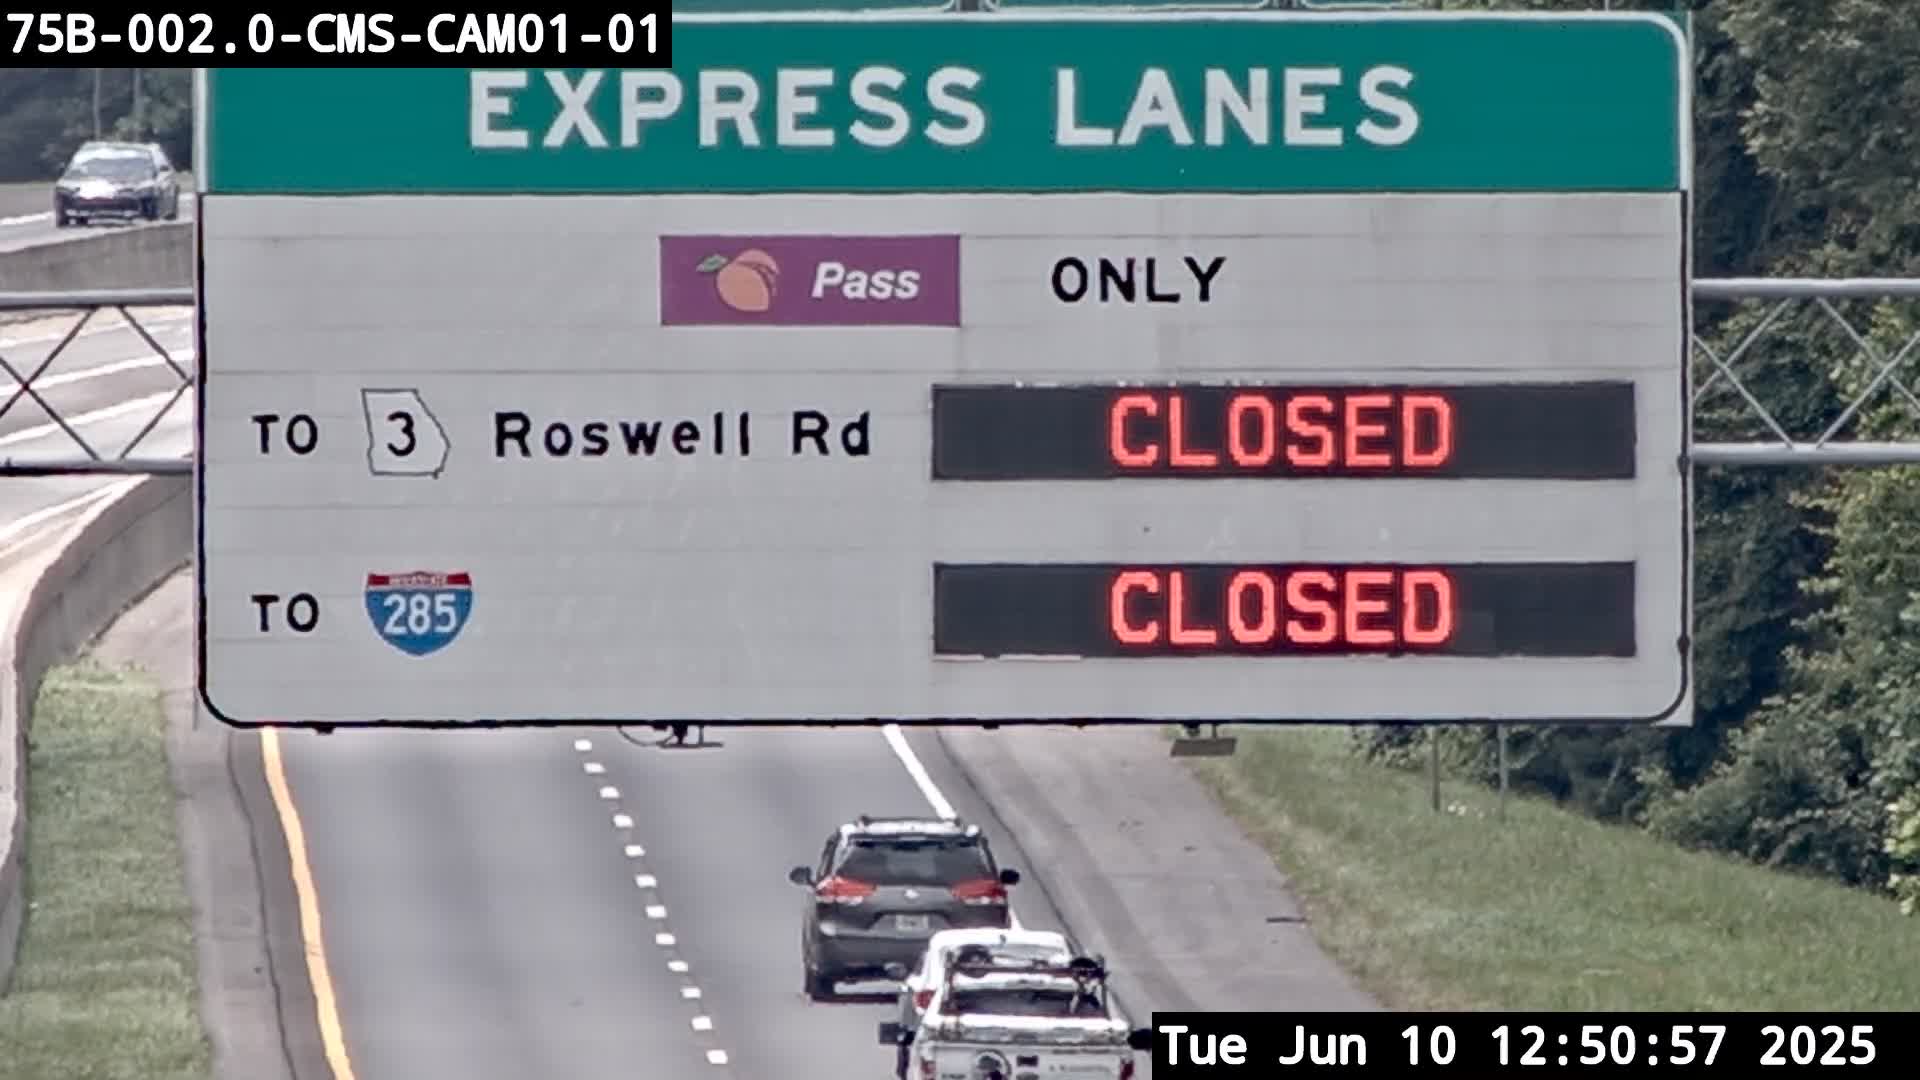 75B-002.0-CMS-CAM01-01
EXPRESS LANES
Pass ONLY
TO 3 Roswell Rd CLOSED
TO 285 CLOSED
Tue Jun 10 12:50:57 2025